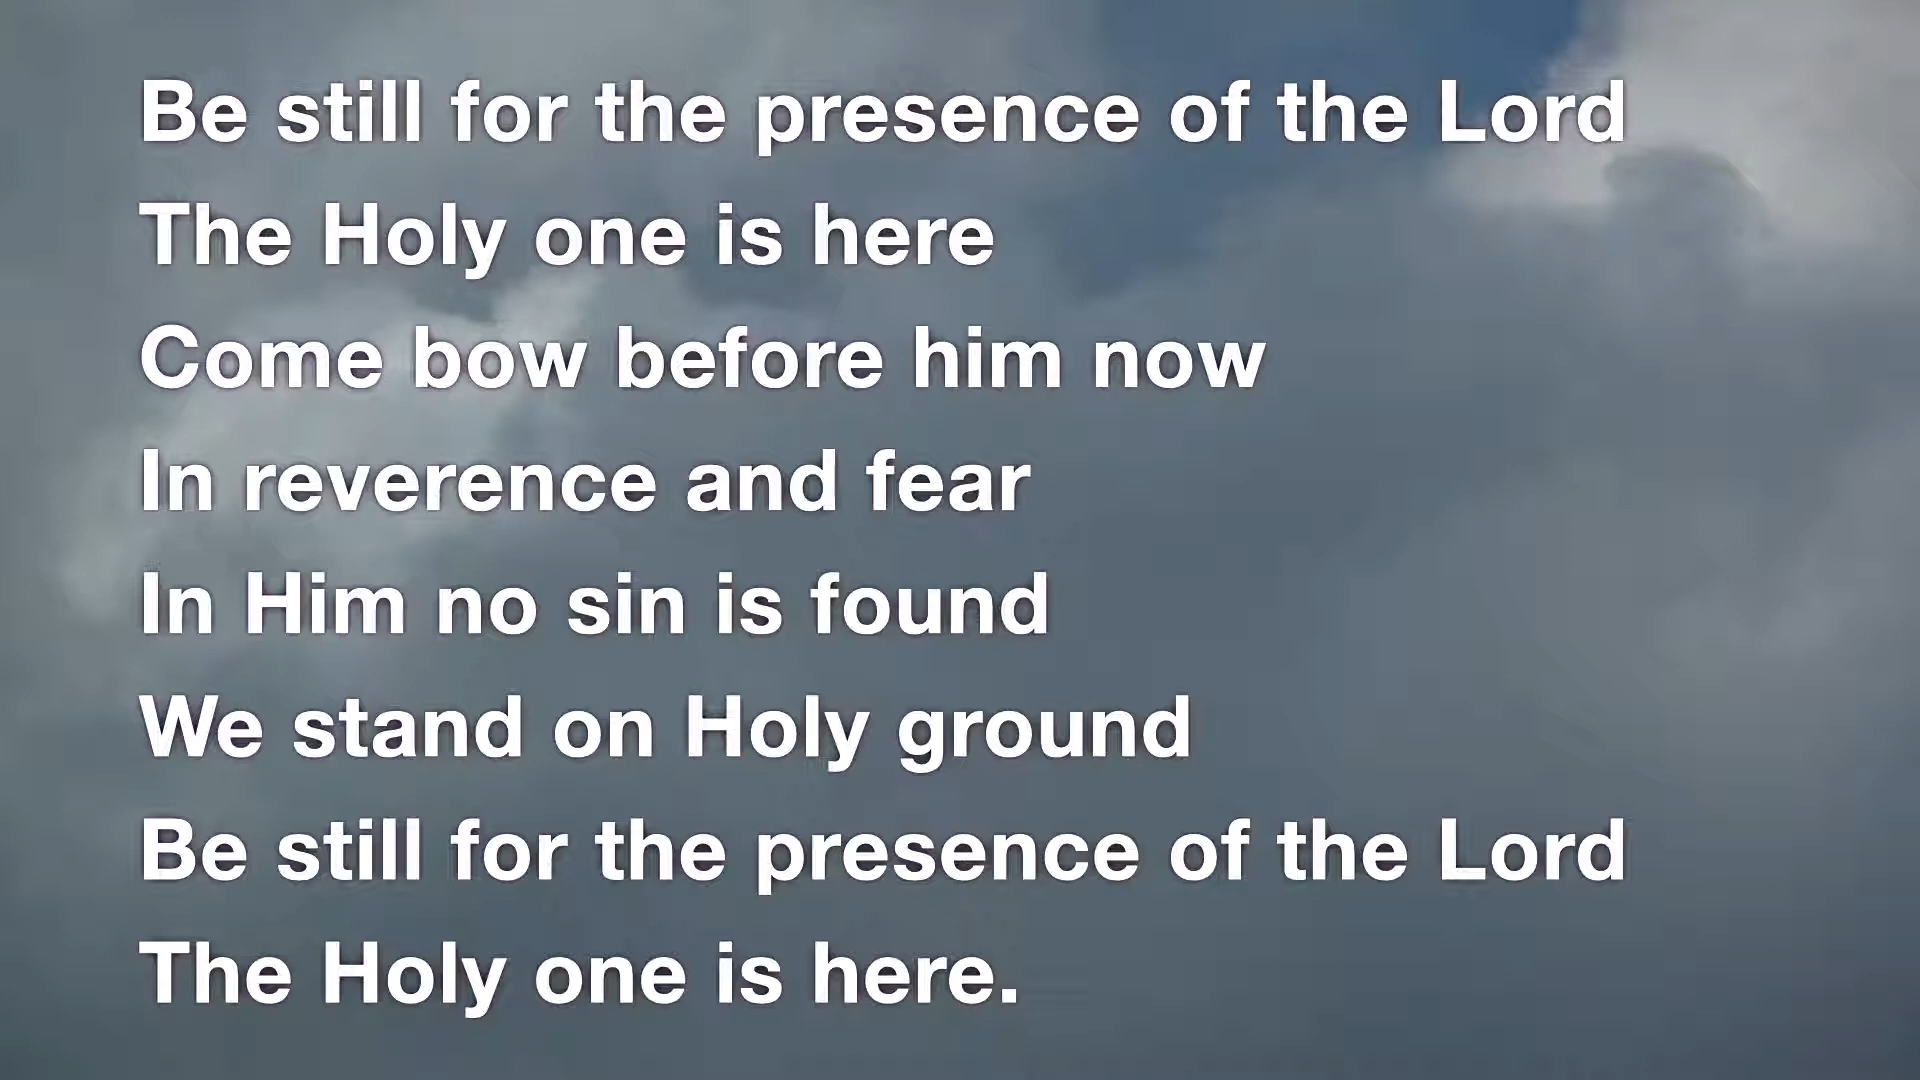 Be still for the presence of the Lord
The Holy one is here
Come bow before him now
In reverence and fear
In Him no sin is found
We stand on Holy ground
Be still for the presence of the Lord
The Holy one is here.